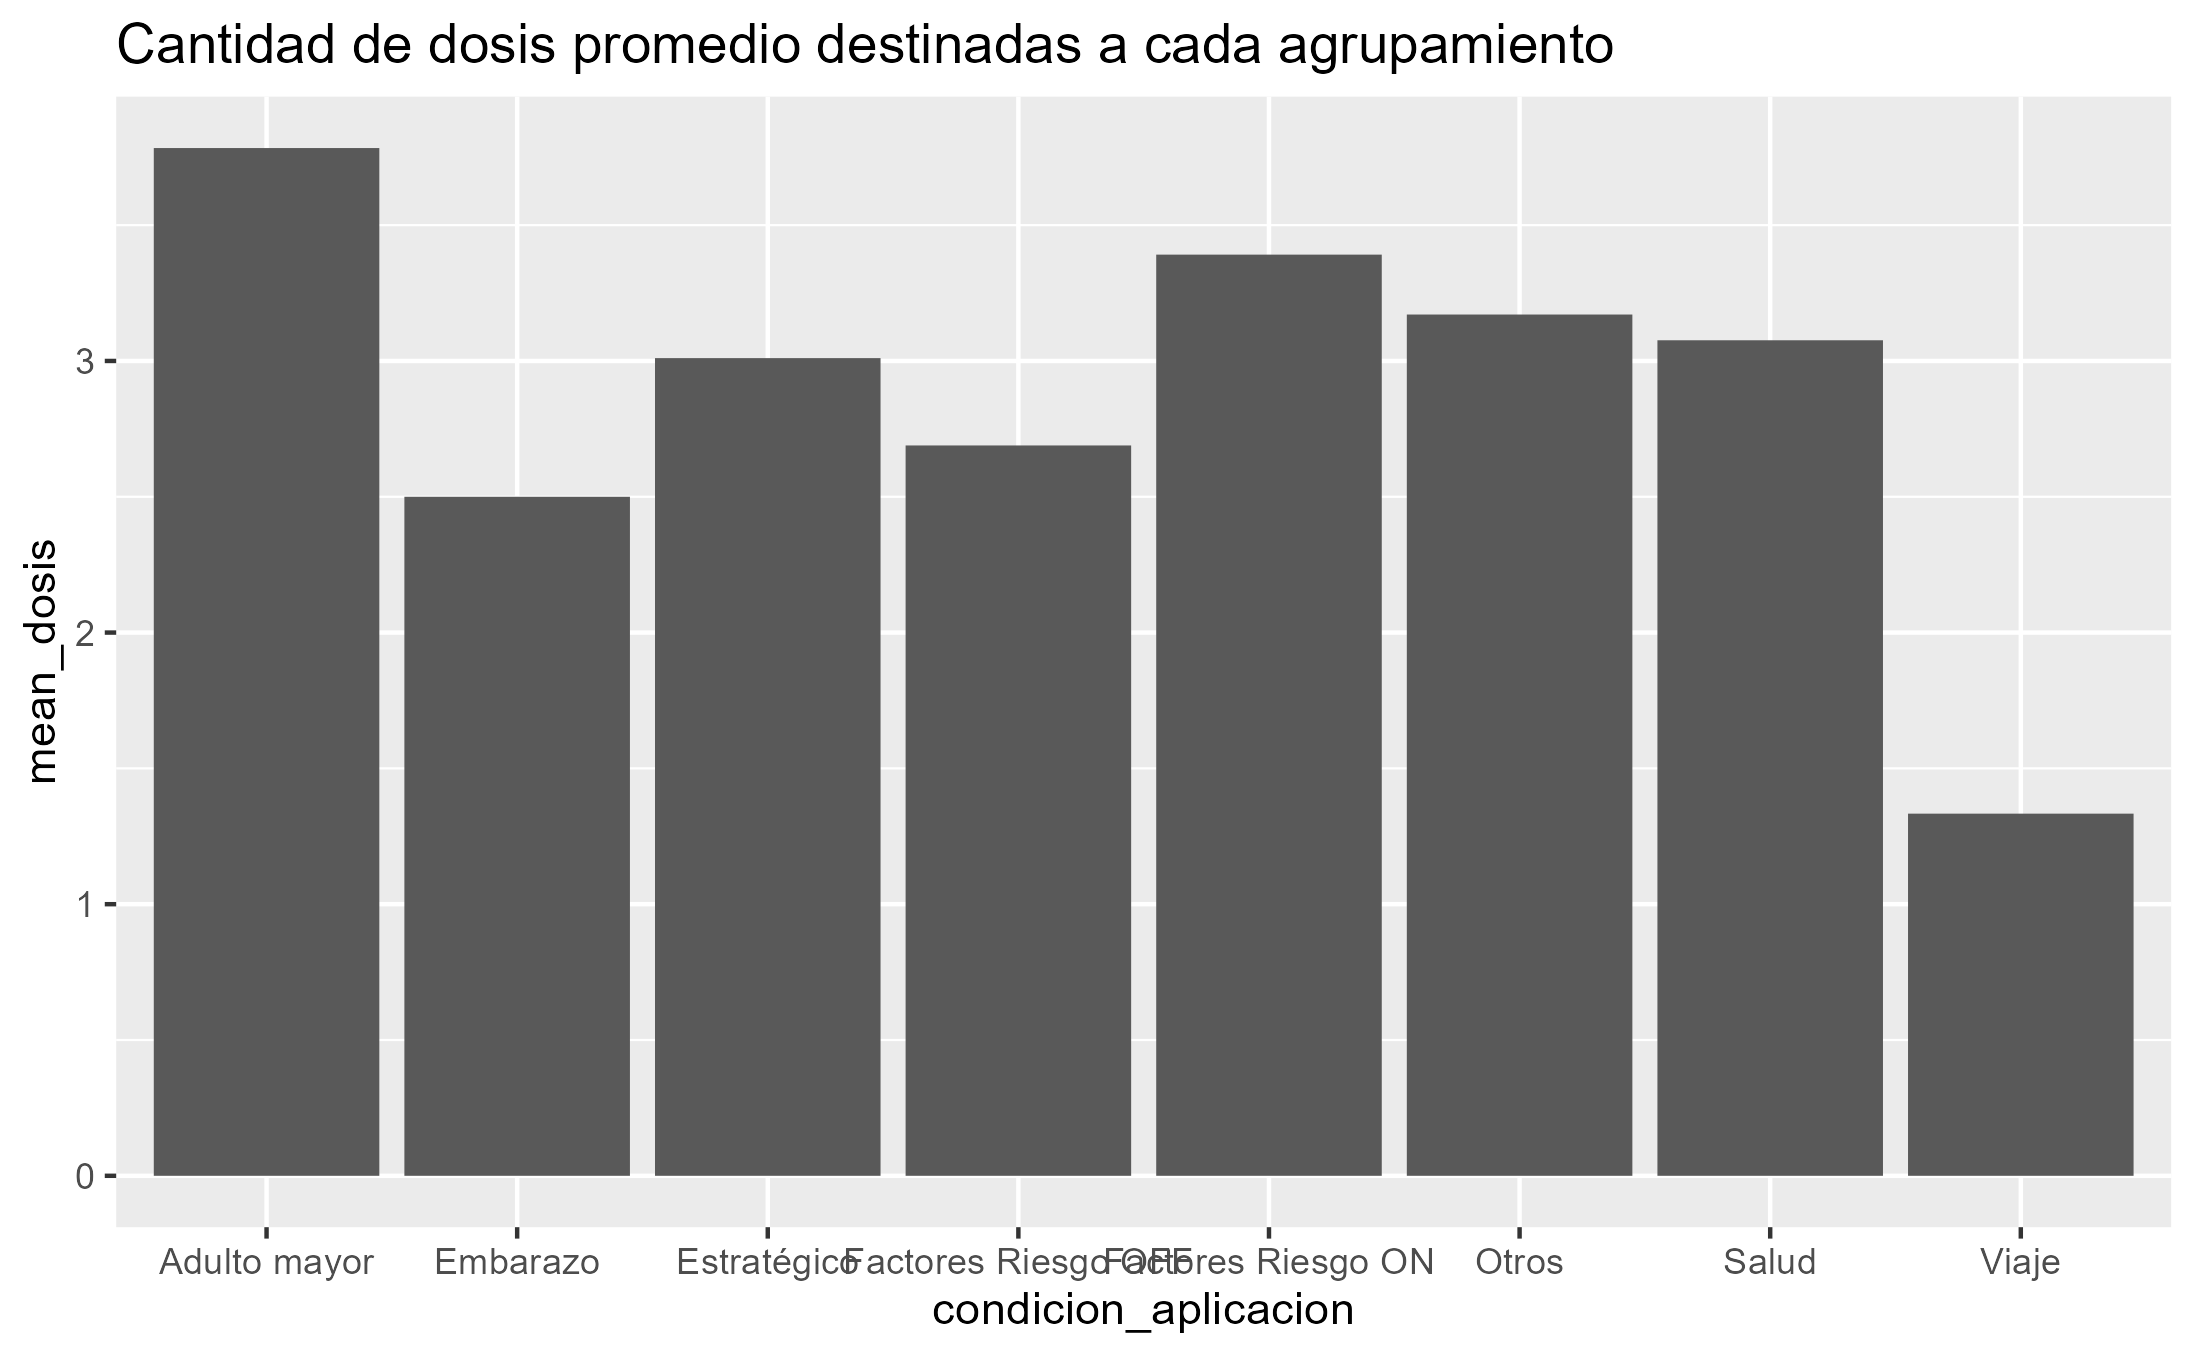 Cantidad de dosis promedio destinadas a cada agrupamiento
mean_dosis
3
2
1
0
Adulto mayor Embarazo Estratégico Factores Riesgo OFF Factores Riesgo ON Otros Salud Viaje
condicion_aplicacion